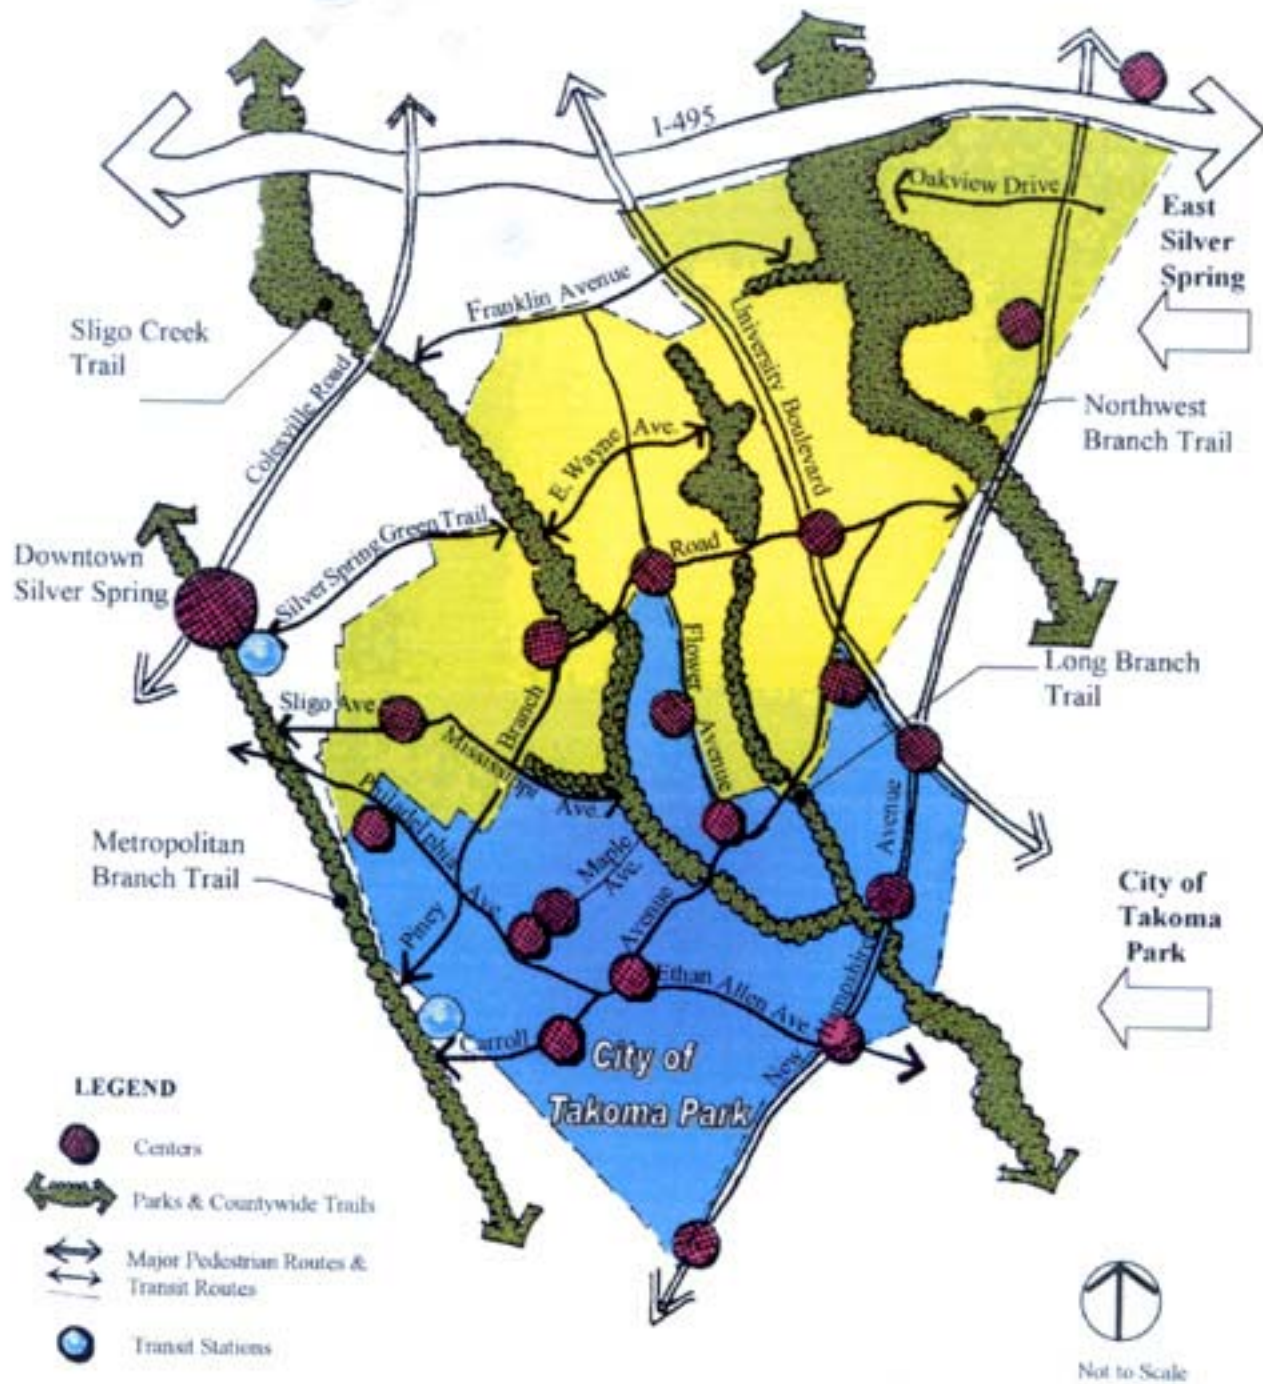 I-495
Oakview Drive
East
Silver
Spring
Franklin Avenue
Sligo Creek
Trail
Colesville Road
University Boulevard
Northwest
Branch Trail
E. Wayne Ave.
Silver Spring Green Trail
Downtown
Silver Spring
Road
Flower
Avenue
Long Branch
Trail
Sligo Ave
Branch
Mississippi
Ave.
Philadelphia
Ave
Metropolitan
Branch Trail
Maple
Ave.
Avenue
Avenue
City of
Takoma
Park
Piney
Ethan Allen Ave
Hampshire
New
Carroll
City of
Takoma Park
LEGEND
Centers
Parks & Countywide Trails
Major Pedestrian Routes &
Transit Routes
Transit Stations
Not to Scale